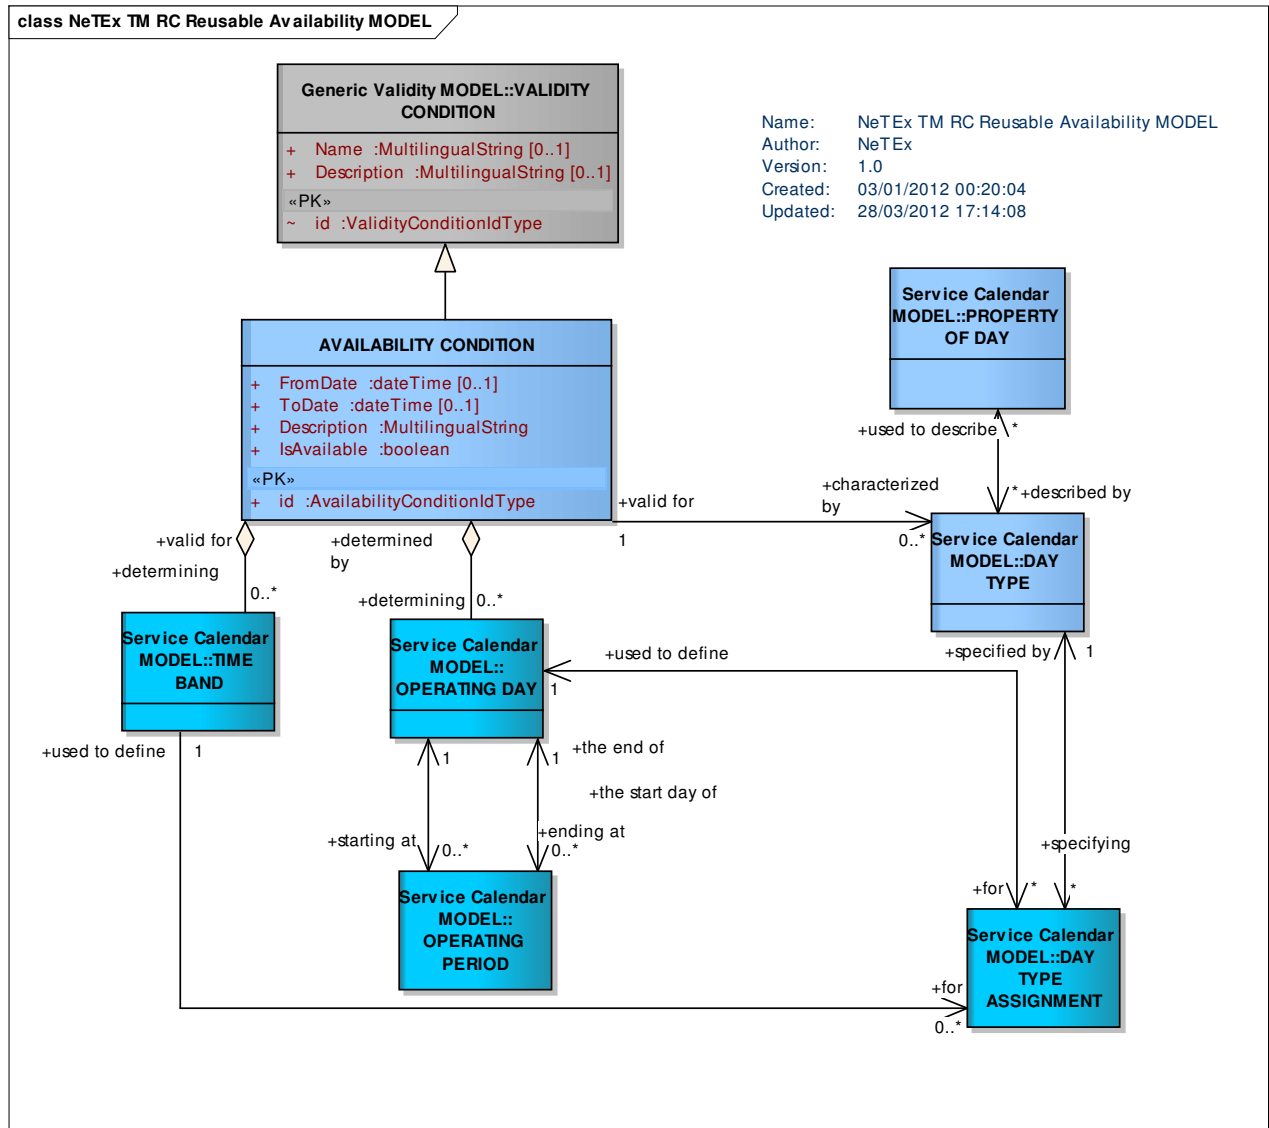 class NeTEx TM RC Reusable Availability MODEL
Generic Validity MODEL::VALIDITY
CONDITION
+ Name :MultilingualString [0..1]
+ Description :MultilingualString [0..1]
«PK»
~ id :ValidityConditionIdType
Name: NeTEx TM RC Reusable Availability MODEL
Author: NeTEx
Version: 1.0
Created: 03/01/2012 00:20:04
Updated: 28/03/2012 17:14:08
Service Calendar
MODEL::PROPERTY
OF DAY
AVAILABILITY CONDITION
+ FromDate :dateTime [0..1]
+ ToDate :dateTime [0..1]
+ Description :MultilingualString
+ IsAvailable :boolean
«PK»
+ id :AvailabilityConditionIdType
+used to describe
*
*
+described by
+valid for
1
+characterized
by
0..*
Service Calendar
MODEL::DAY
TYPE
+valid for
+determining
0..*
+determined
by
+determining
0..*
Service Calendar
MODEL::TIME
BAND
Service Calendar
MODEL::
OPERATING DAY
+used to define
1
+specified by
1
+used to define
1
1
1
+the end of
+the start day of
+starting at
0..*
+ending at
0..*
+specifying
+for
*
*
Service Calendar
MODEL::
OPERATING
PERIOD
Service Calendar
MODEL::DAY
TYPE
ASSIGNMENT
+for
0..*